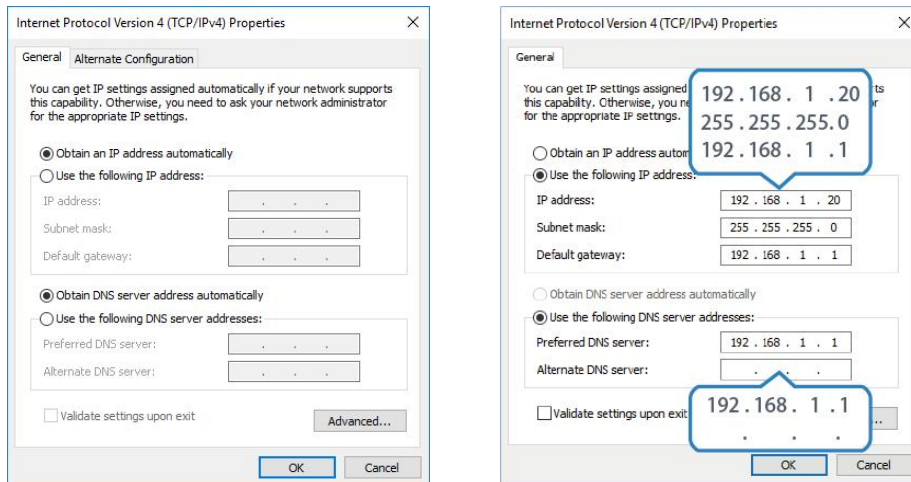 Internet Protocol Version 4 (TCP/IPv4) Properties
General
Alternate Configuration
You can get IP settings assigned automatically if your network supports
this capability. Otherwise, you need to ask your network administrator
for the appropriate IP settings.
Obtain an IP address automatically
Use the following IP address:
IP address:
. . .
Subnet mask:
. . .
Default gateway:
. . .
Obtain DNS server address automatically
Use the following DNS server addresses:
Preferred DNS server:
. . .
Alternate DNS server:
. . .
Validate settings upon exit
Advanced...
OK
Cancel
Internet Protocol Version 4 (TCP/IPv4) Properties
General
You can get IP settings assigned
this capability. Otherwise, you
for the appropriate IP settings.
192.168. 1 .20
255.255.255.0
192.168. 1 .1
Obtain an IP address
Use the following IP address:
IP address:
192 . 168 . 1 . 20
Subnet mask:
255 . 255 . 255 . 0
Default gateway:
192 . 168 . 1 . 1
Obtain DNS server address automatically
Use the following DNS server addresses:
Preferred DNS server:
192 . 168 . 1 . 1
Alternate DNS server:
. . .
Validate settings upon exit
192.168. 1 .1
. . .
OK
Cancel